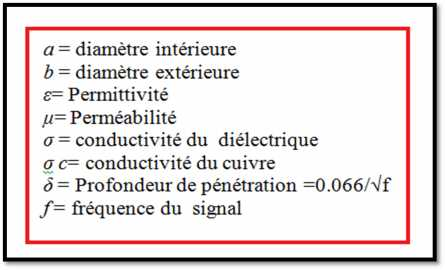 a = diamètre intérieure
b = diamètre extérieure
ε= Permittivité
μ= Perméabilité
σ = conductivité du diélectrique
σ c= conductivité du cuivre
δ = Profondeur de pénétration =0.066/√f
f = fréquence du signal